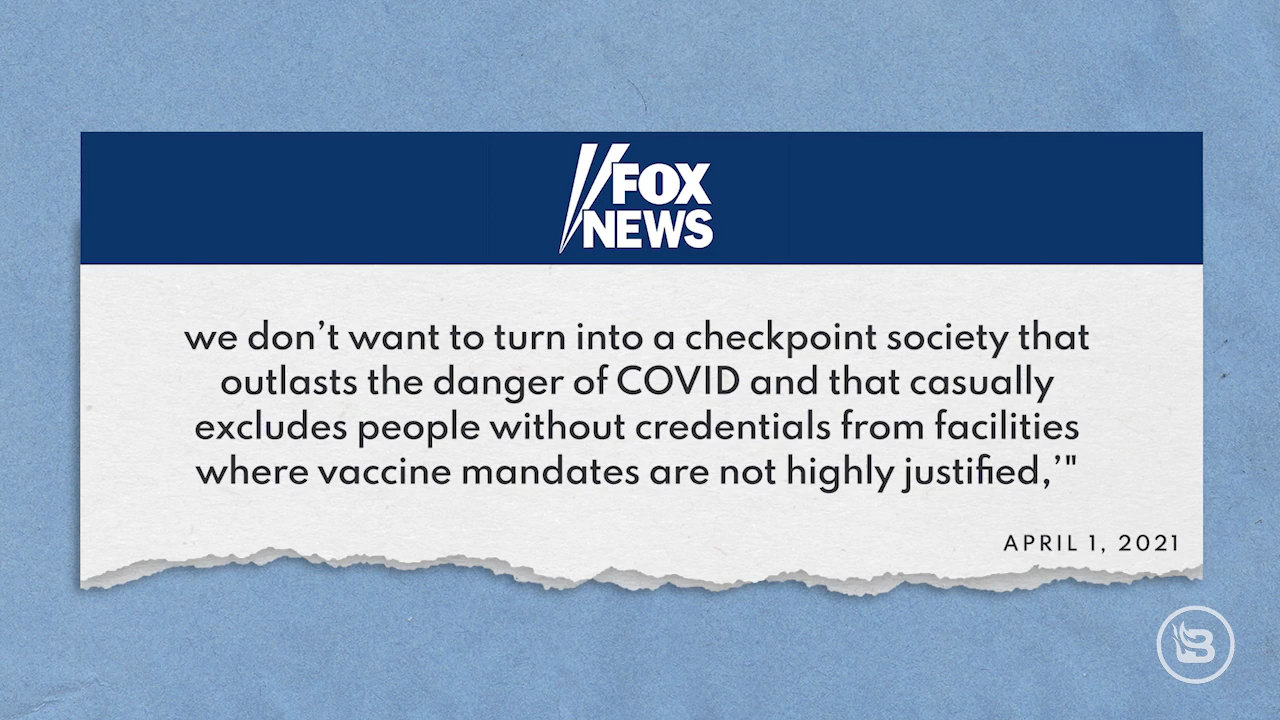 FOX
NEWS
we don’t want to turn into a checkpoint society that
outlasts the danger of COVID and that casually
excludes people without credentials from facilities
where vaccine mandates are not highly justified,’"
APRIL 1, 2021
B